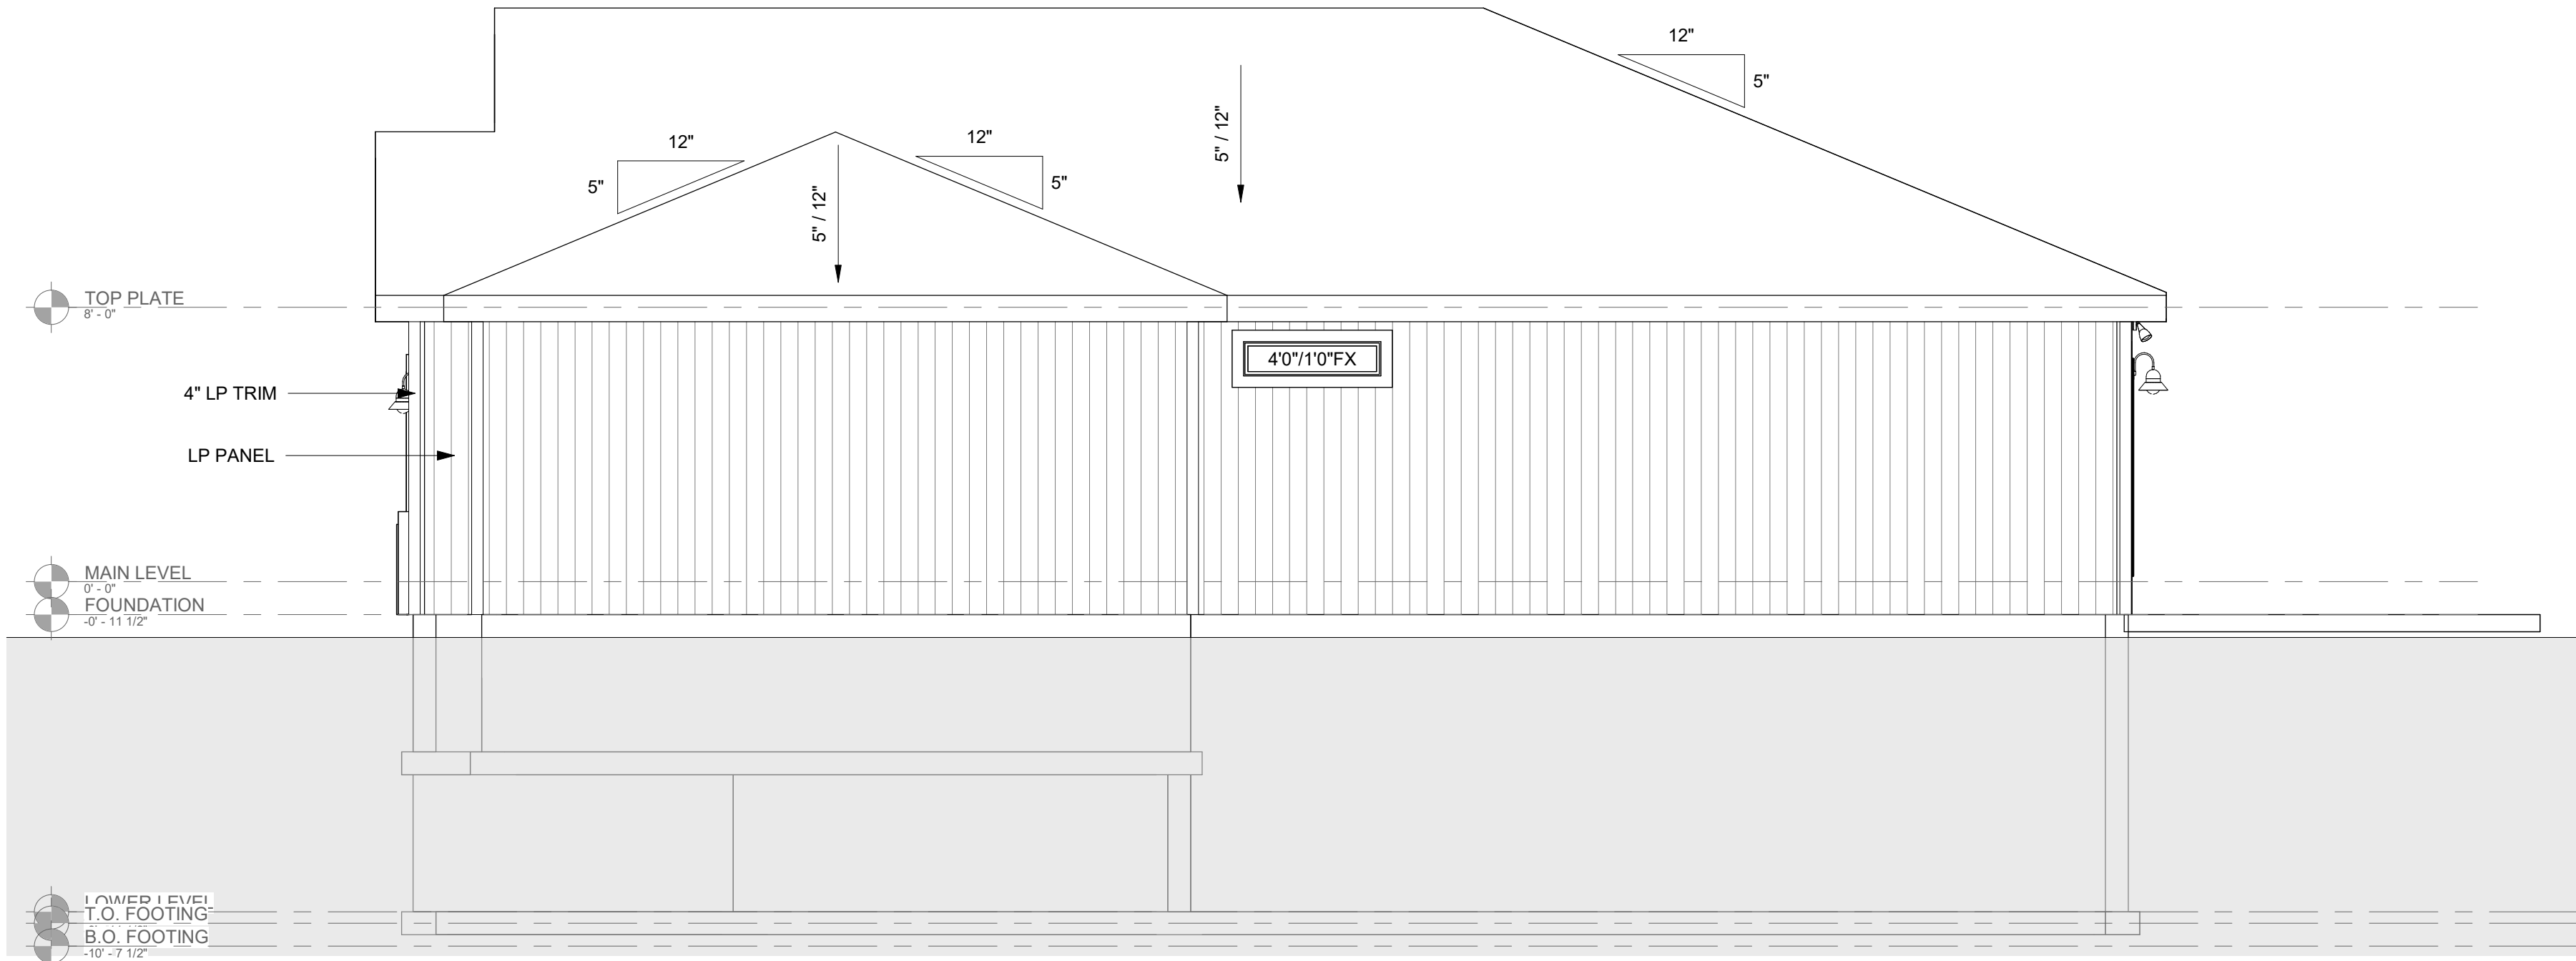 12"
5"
12"
5"
12"
5"
5" / 12"
5" / 12"
TOP PLATE
8' - 0"
4'0"/1'0"FX
4" LP TRIM
LP PANEL
MAIN LEVEL
0' - 0"
FOUNDATION
-0' - 11 1/2"
LOWER LEVEL
T.O. FOOTING
B.O. FOOTING
-10' - 7 1/2"